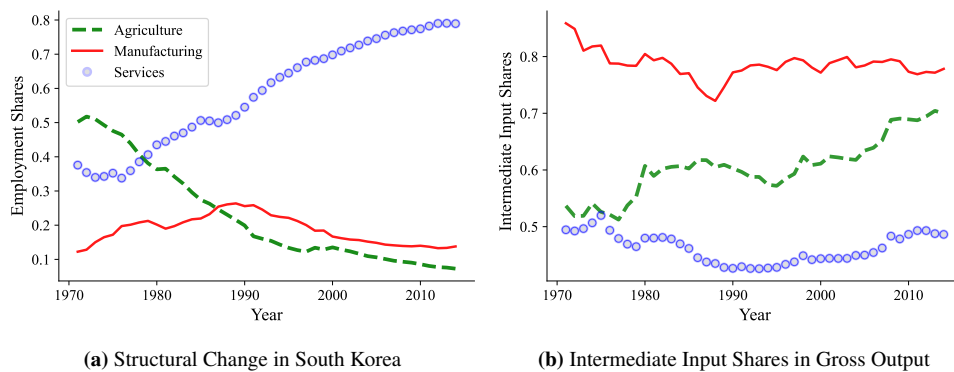 0.8
0.7
0.6
0.5
0.4
0.3
0.2
0.1
Employment Shares
Agriculture
Manufacturing
Services
1970 1980 1990 2000 2010
Year
(a) Structural Change in South Korea
0.8
0.7
0.6
0.5
Intermediate Input Shares
1970 1980 1990 2000 2010
Year
(b) Intermediate Input Shares in Gross Output